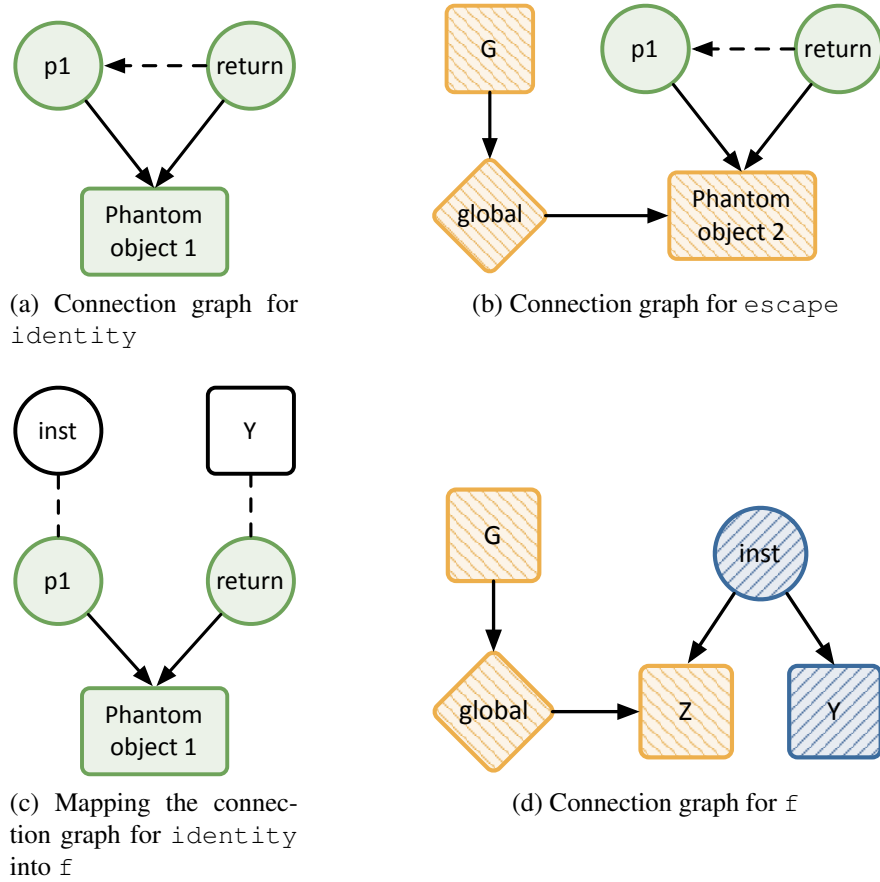 p1
return
Phantom
object 1
(a) Connection graph for
identity
G
p1
return
global
Phantom
object 2
(b) Connection graph for escape
inst
Y
p1
return
Phantom
object 1
(c) Mapping the connec-
tion graph for identity
into f
G
inst
global
Z
Y
(d) Connection graph for f